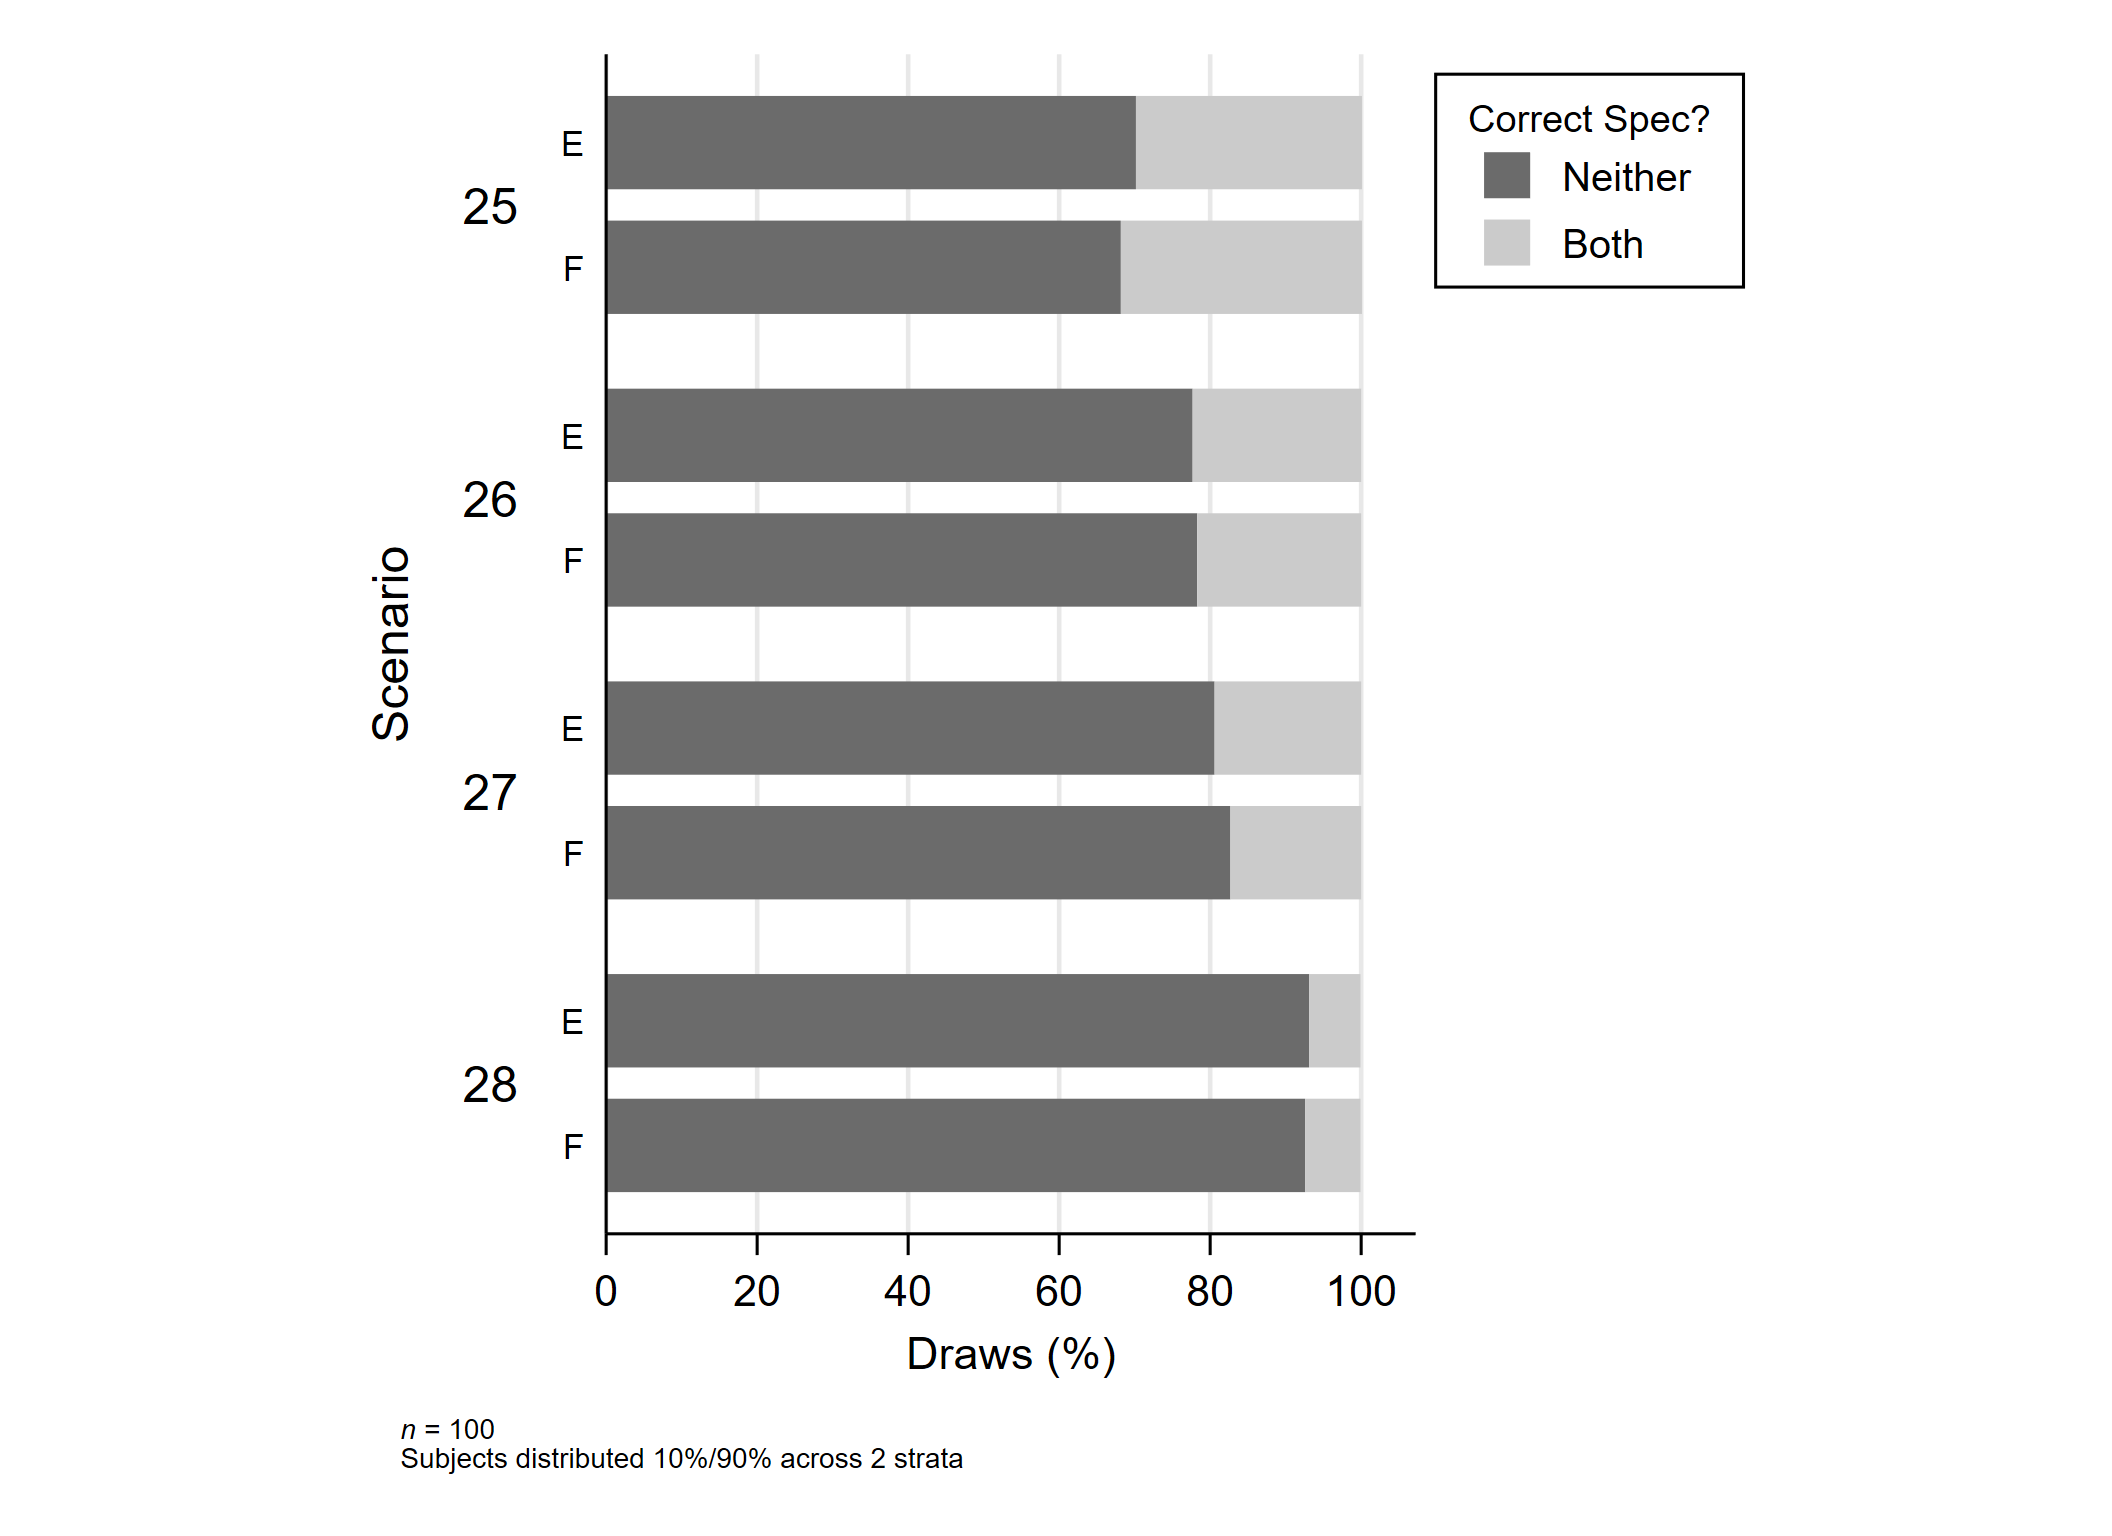 Correct Spec?
Neither
Both
Scenario
25
E
F
26
E
F
27
E
F
28
E
F
0 20 40 60 80 100
Draws (%)
n = 100
Subjects distributed 10%/90% across 2 strata